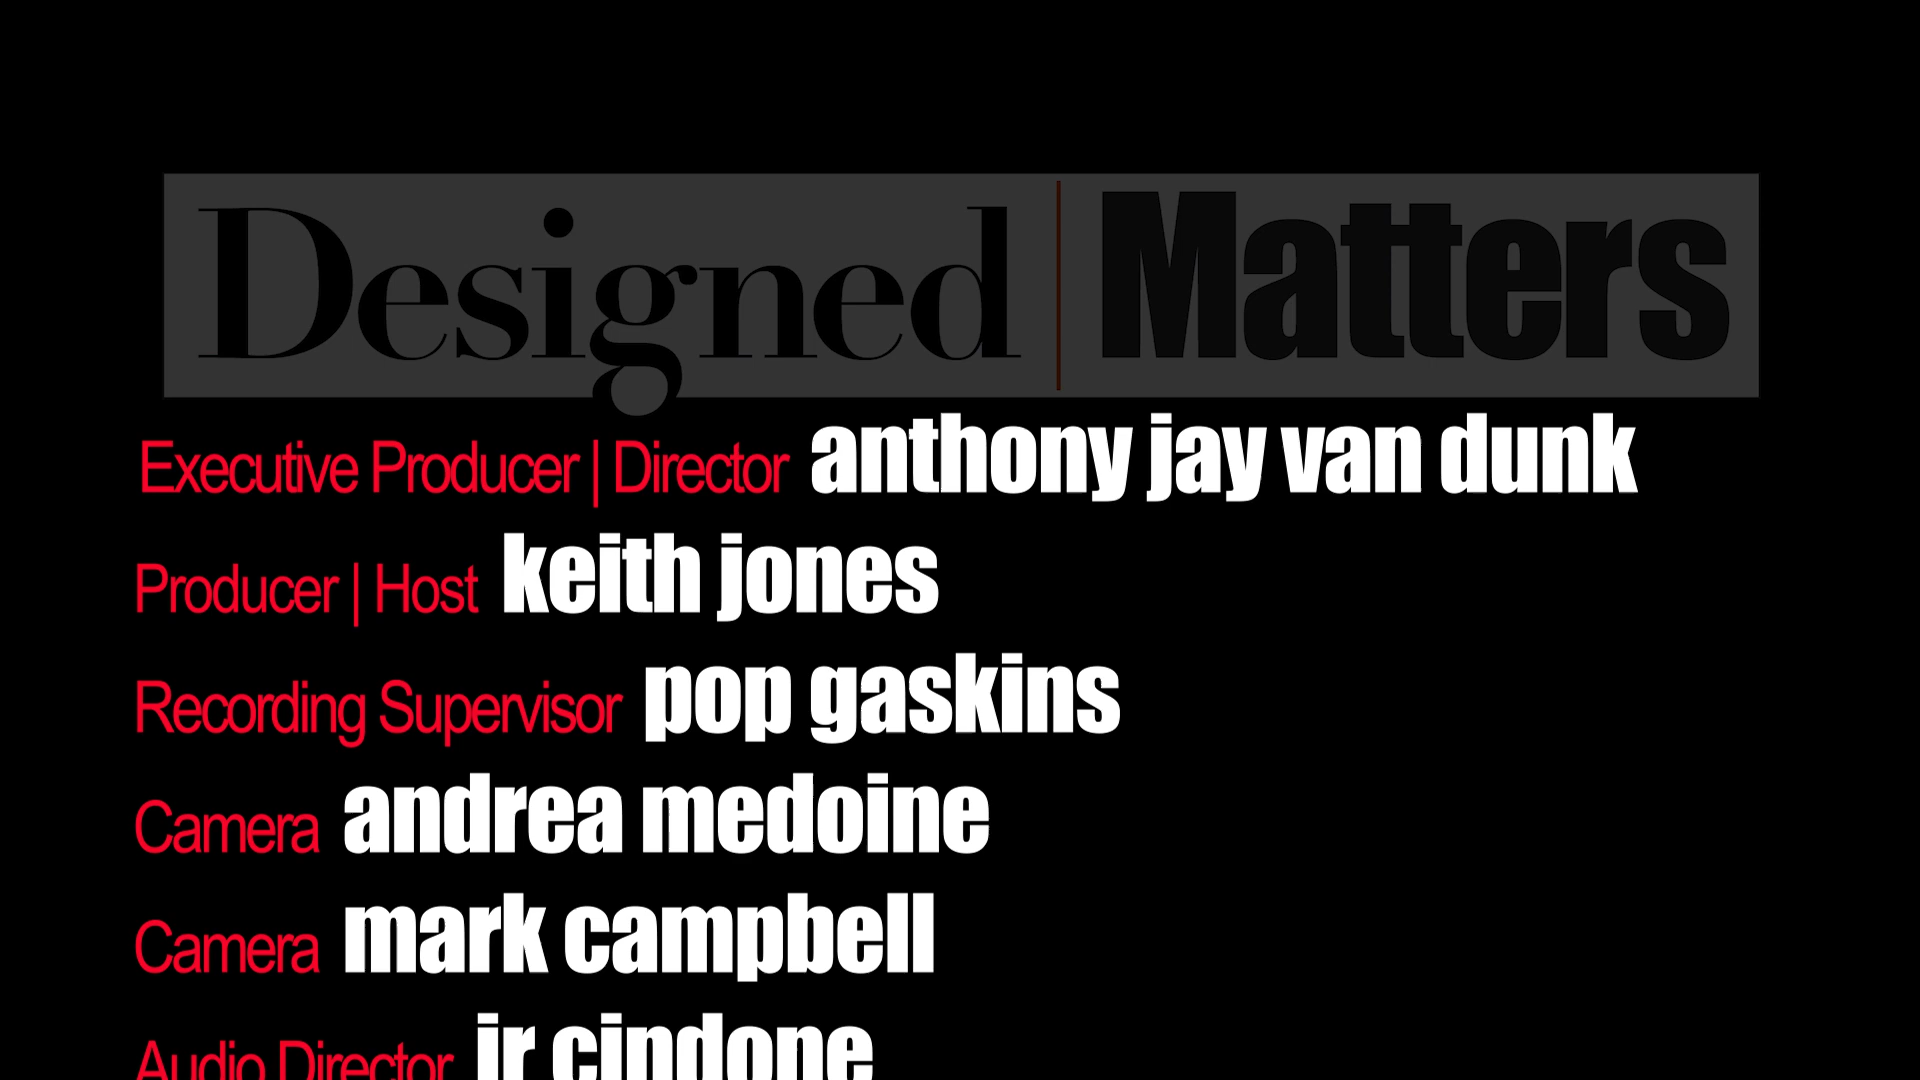 Designed | Matters
Executive Producer | Director anthony jay van dunk
Producer | Host keith jones
Recording Supervisor pop gaskins
Camera andrea medoine
Camera mark campbell
Audio Director jr cindone